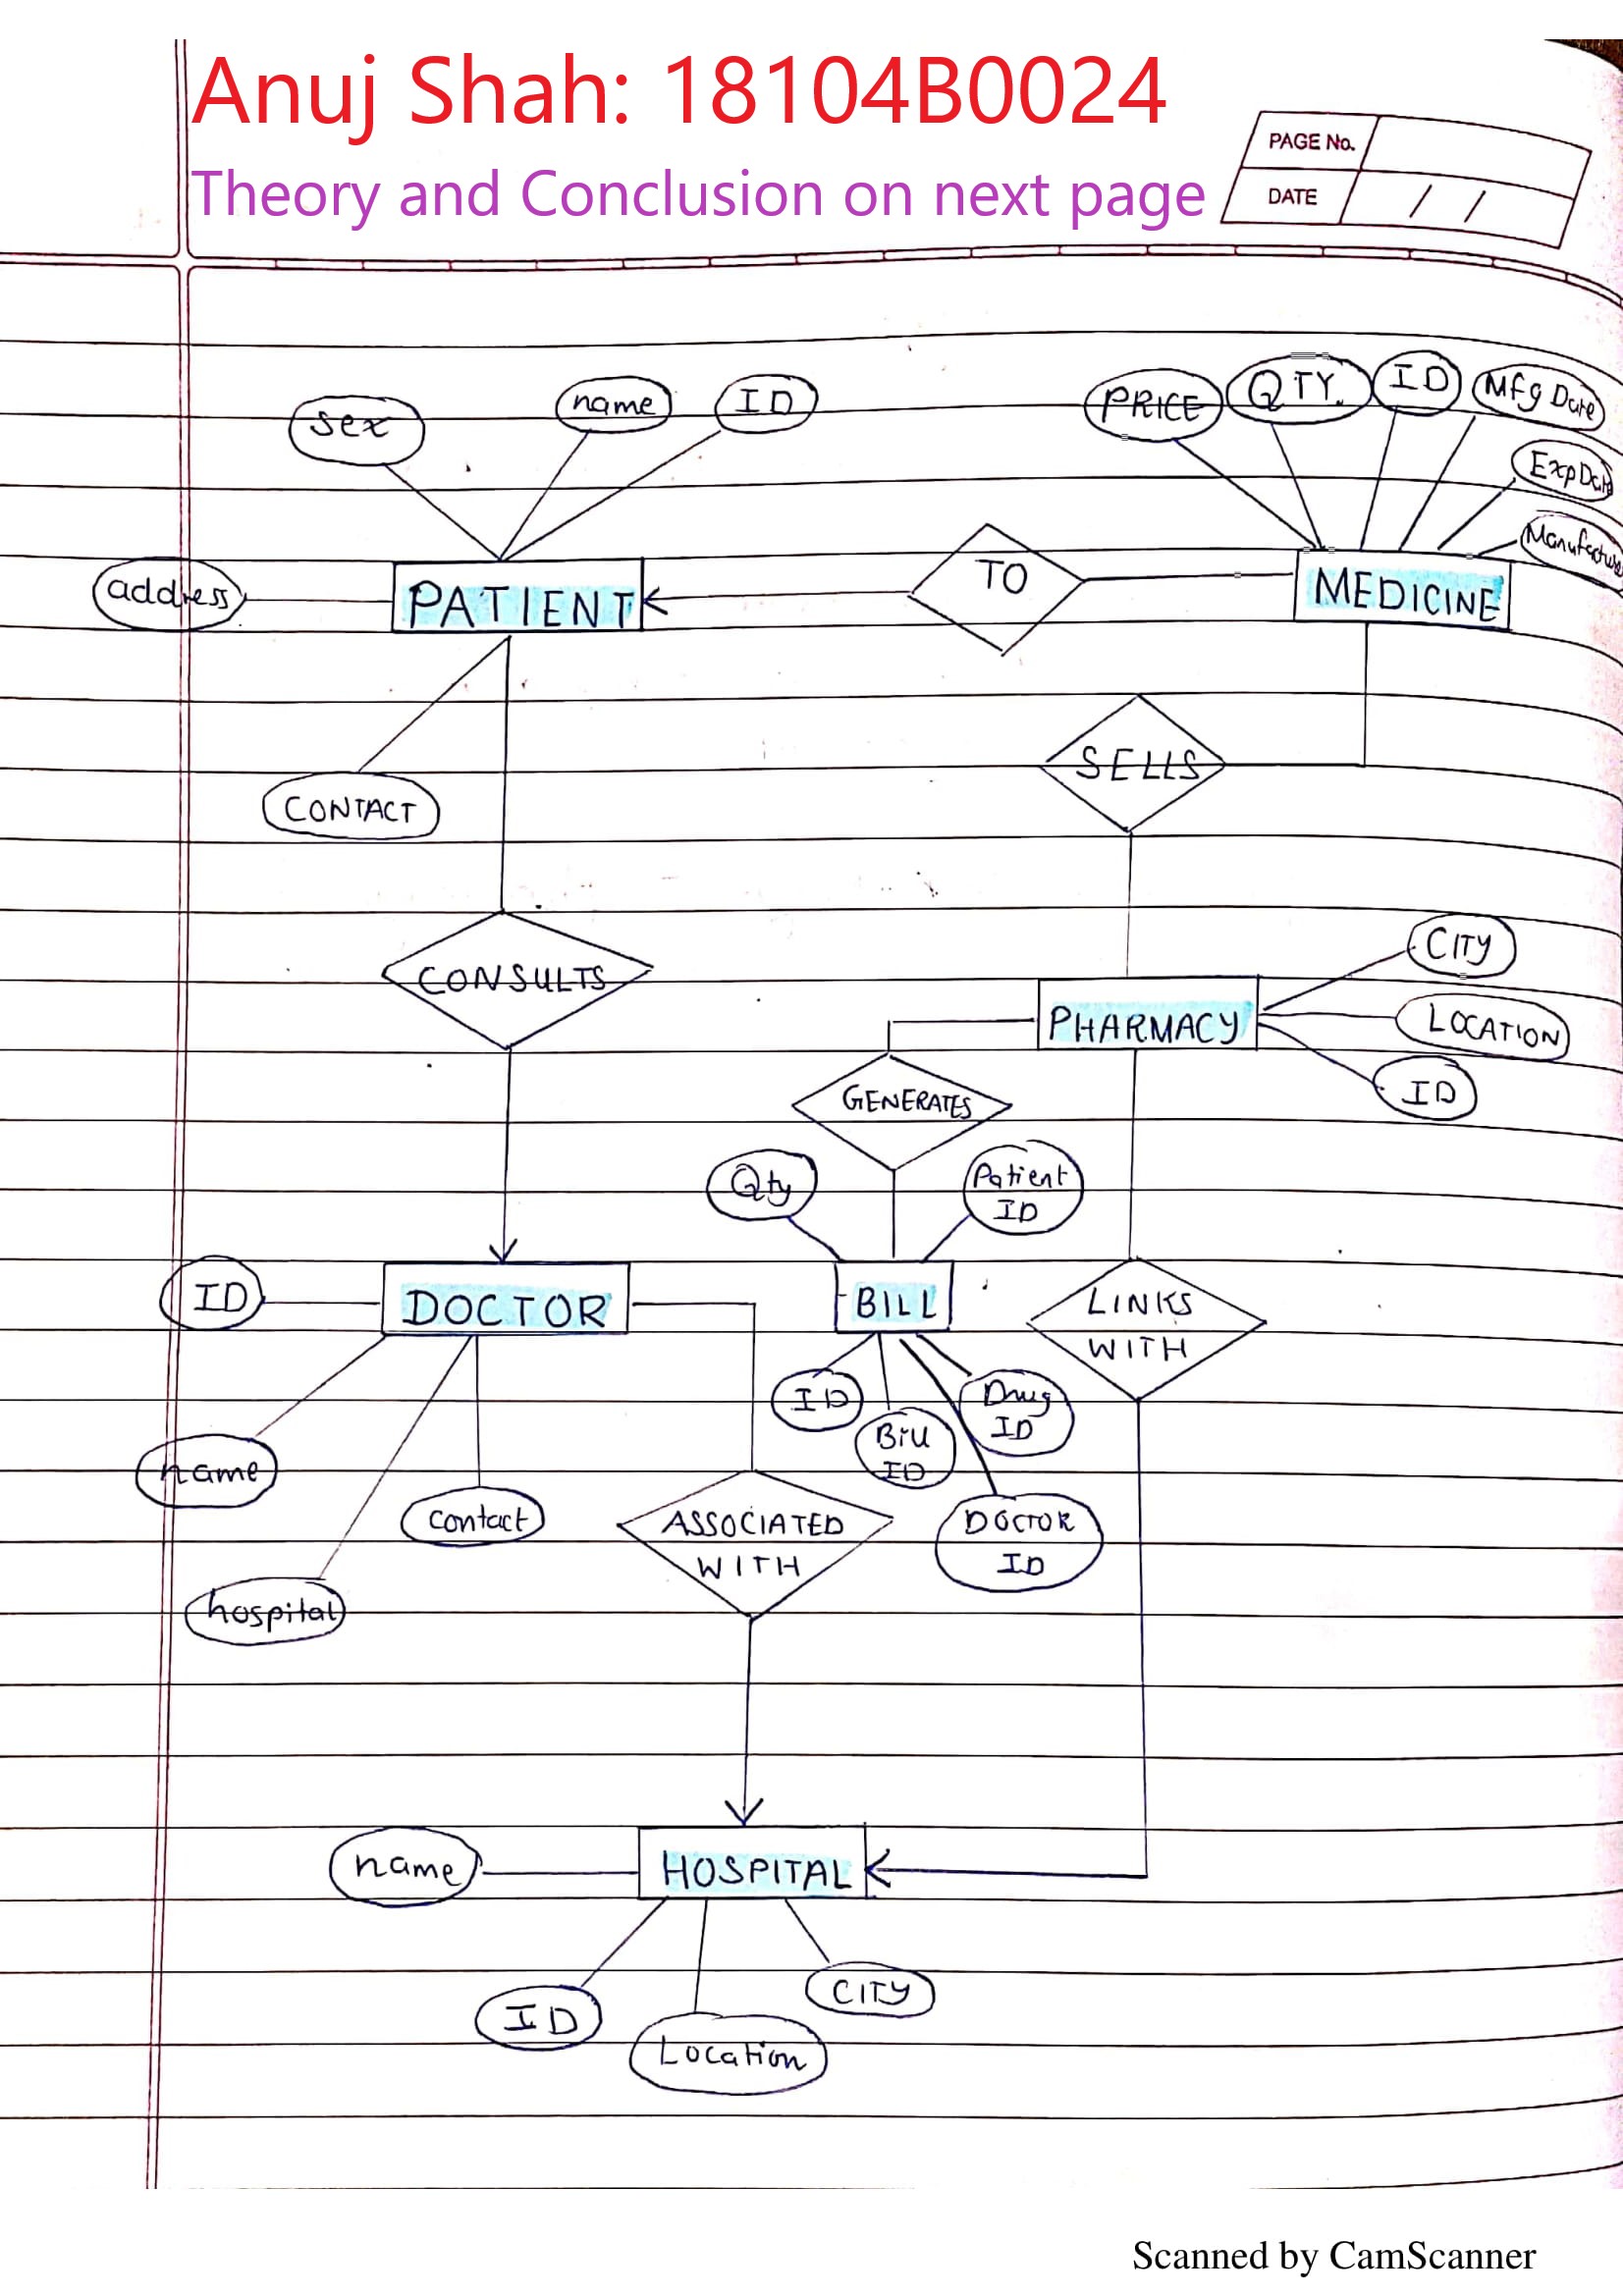 Anuj Shah: 18104B0024
Theory and Conclusion on next page
PAGE No.
DATE / /
sex
name
ID
PRICE
QTY.
ID
Mfg Date
Exp Date
Manufacture
address
PATIENT
TO
MEDICINE
CONTACT
SELLS
CONSULTS
CITY
PHARMACY
LOCATION
ID
GENERATES
Qty
Patient
ID
ID
DOCTOR
BILL
LINKS
WITH
name
contact
ID
Bill
ID
Drug
ID
ASSOCIATED
WITH
DOCTOR
ID
hospital
name
HOSPITAL
ID
Location
CITY
Scanned by CamScanner